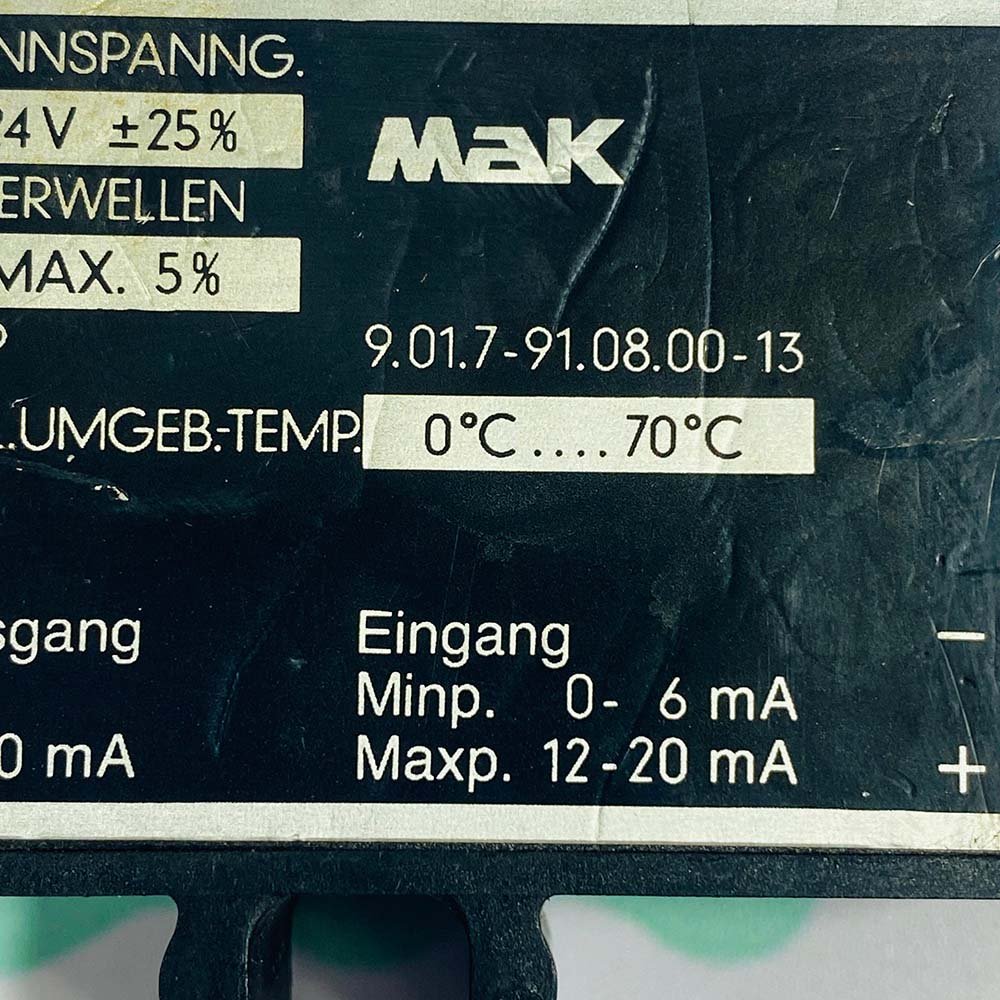 NNSPANNG.
24V ±25%
MaK
ERWELLEN
MAX. 5%
9.01.7-91.08.00-13
.UMGEB.-TEMP. 0°C....70°C
sgang
Eingang
−
Minp. 0- 6 mA
0 mA
Maxp. 12-20 mA
+